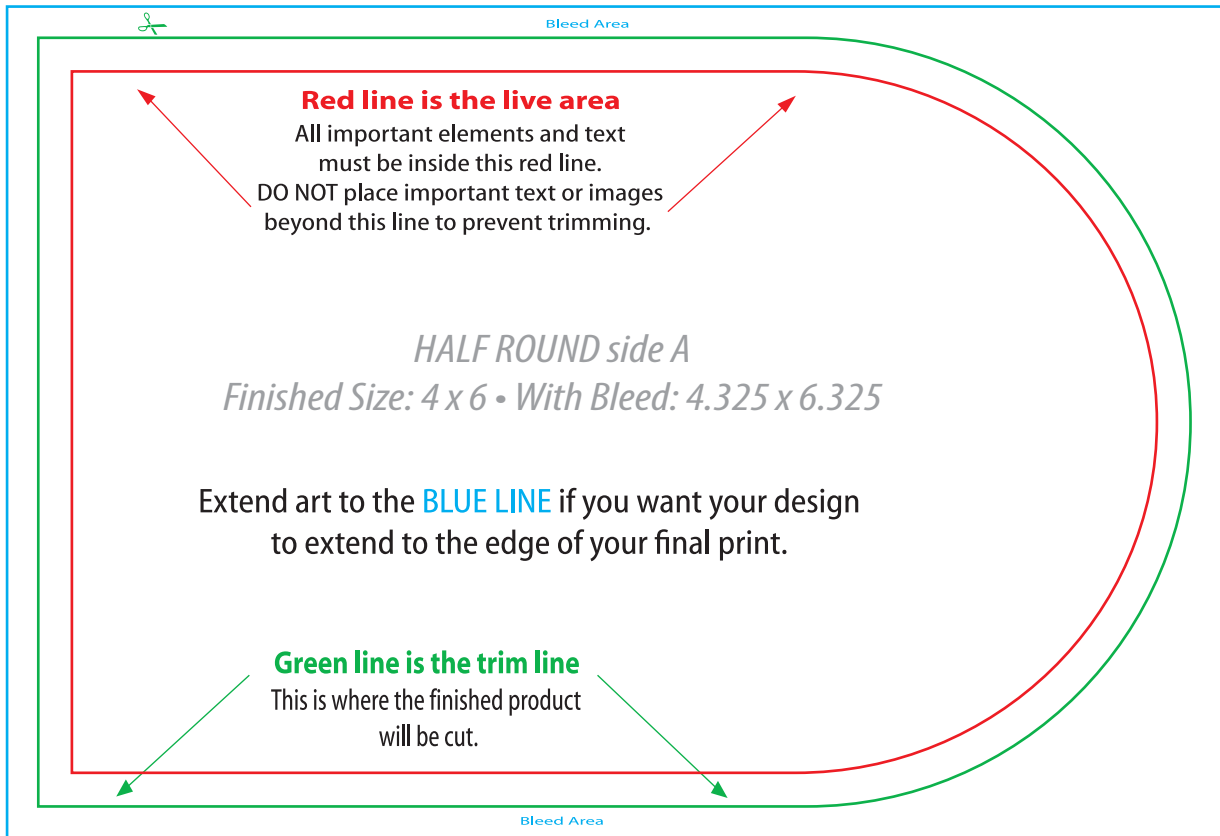 Bleed Area
Red line is the live area
All important elements and text
must be inside this red line.
DO NOT place important text or images
beyond this line to prevent trimming.
HALF ROUND side A
Finished Size: 4 x 6 • With Bleed: 4.325 x 6.325
Extend art to the BLUE LINE if you want your design
to extend to the edge of your final print.
Green line is the trim line
This is where the finished product
will be cut.
Bleed Area